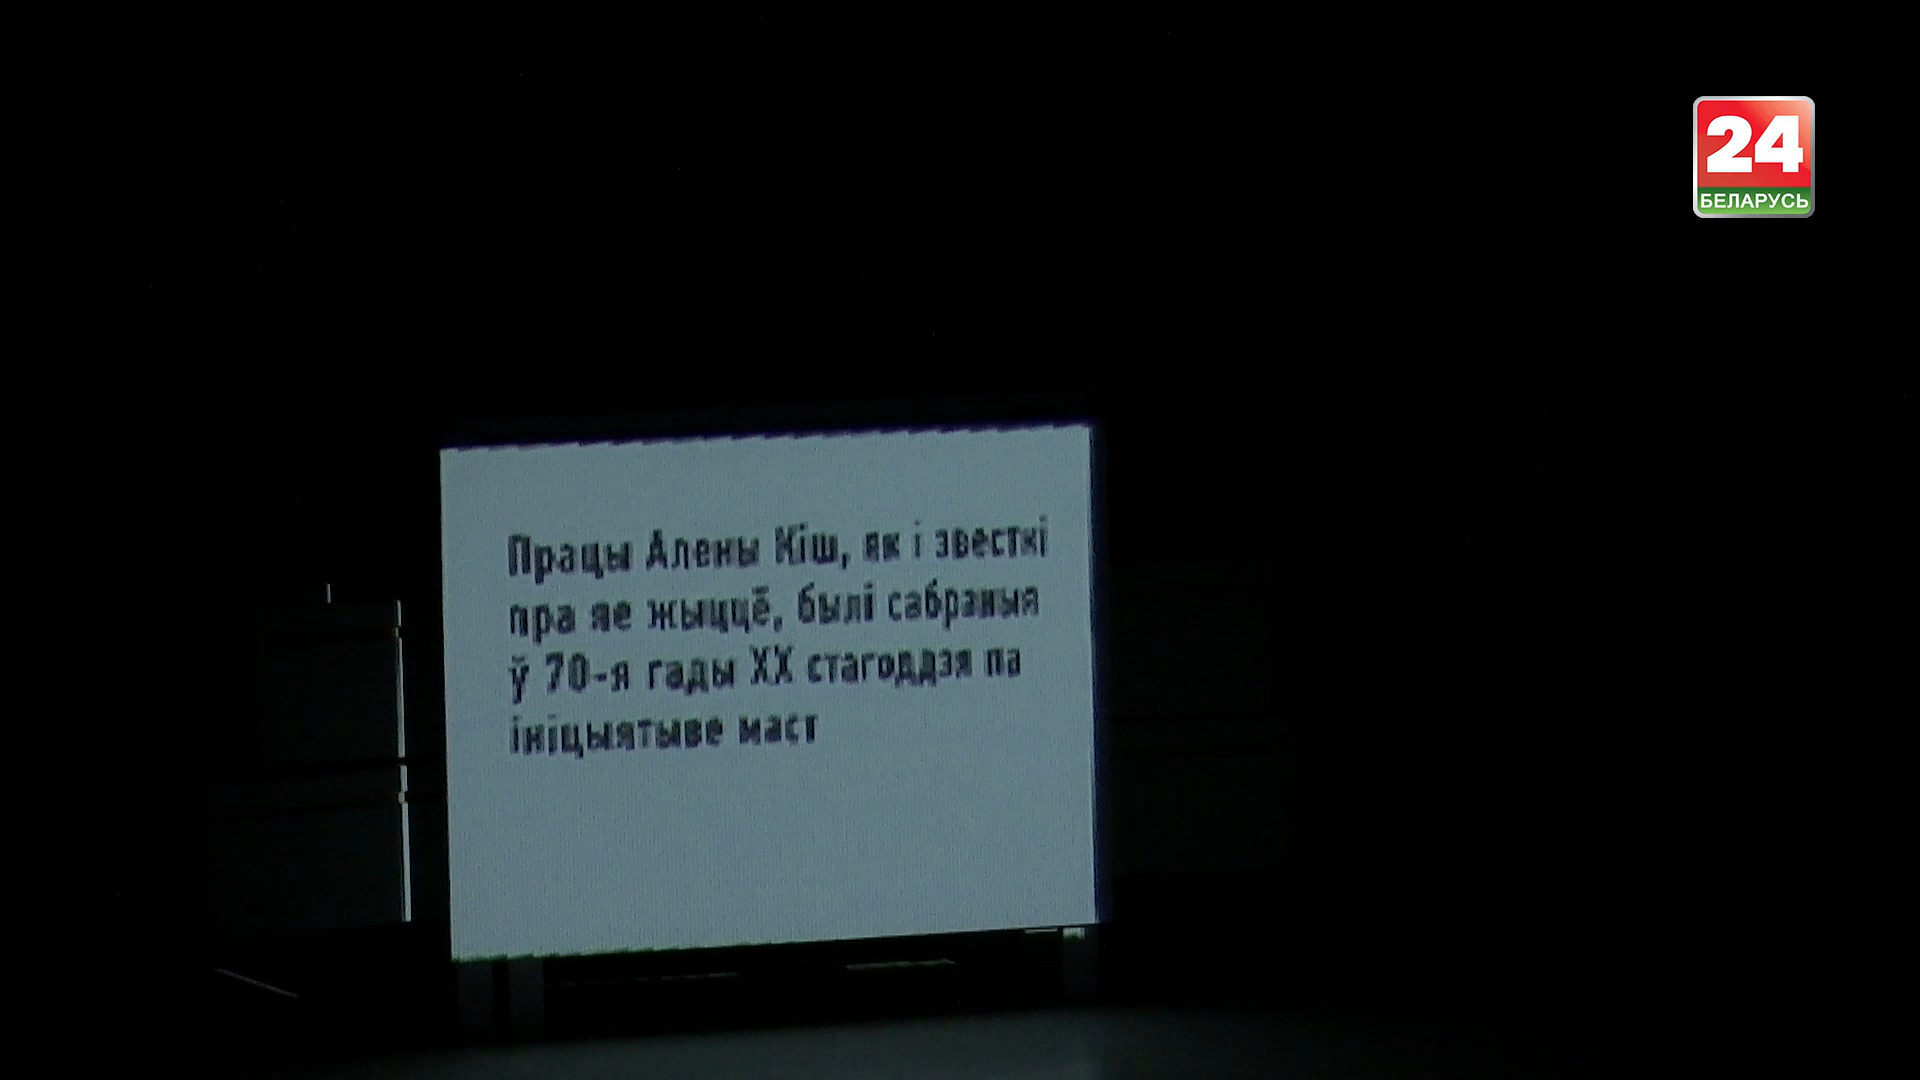 24
БЕЛАРУСЬ
Працы Алены Кіш, як і звесткі
пра яе жыццё, былі сабраныя
ў 70-я гады XX стагоддзя па
ініцыятыве маст